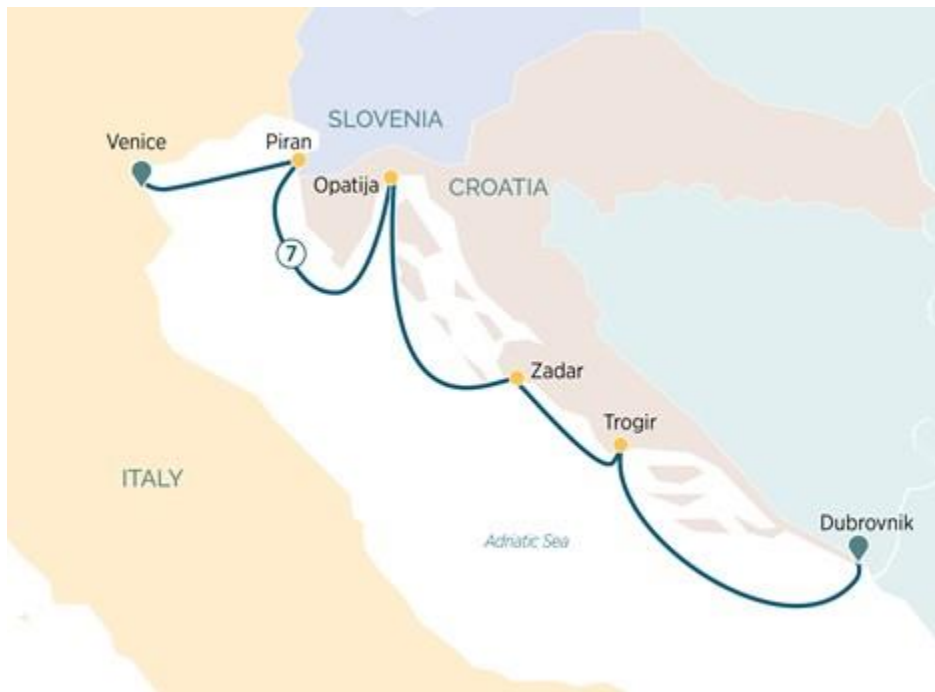 SLOVENIA
Venice
Piran
Opatija
CROATIA
7
Zadar
Trogir
ITALY
Dubrovnik
Adriatic Sea